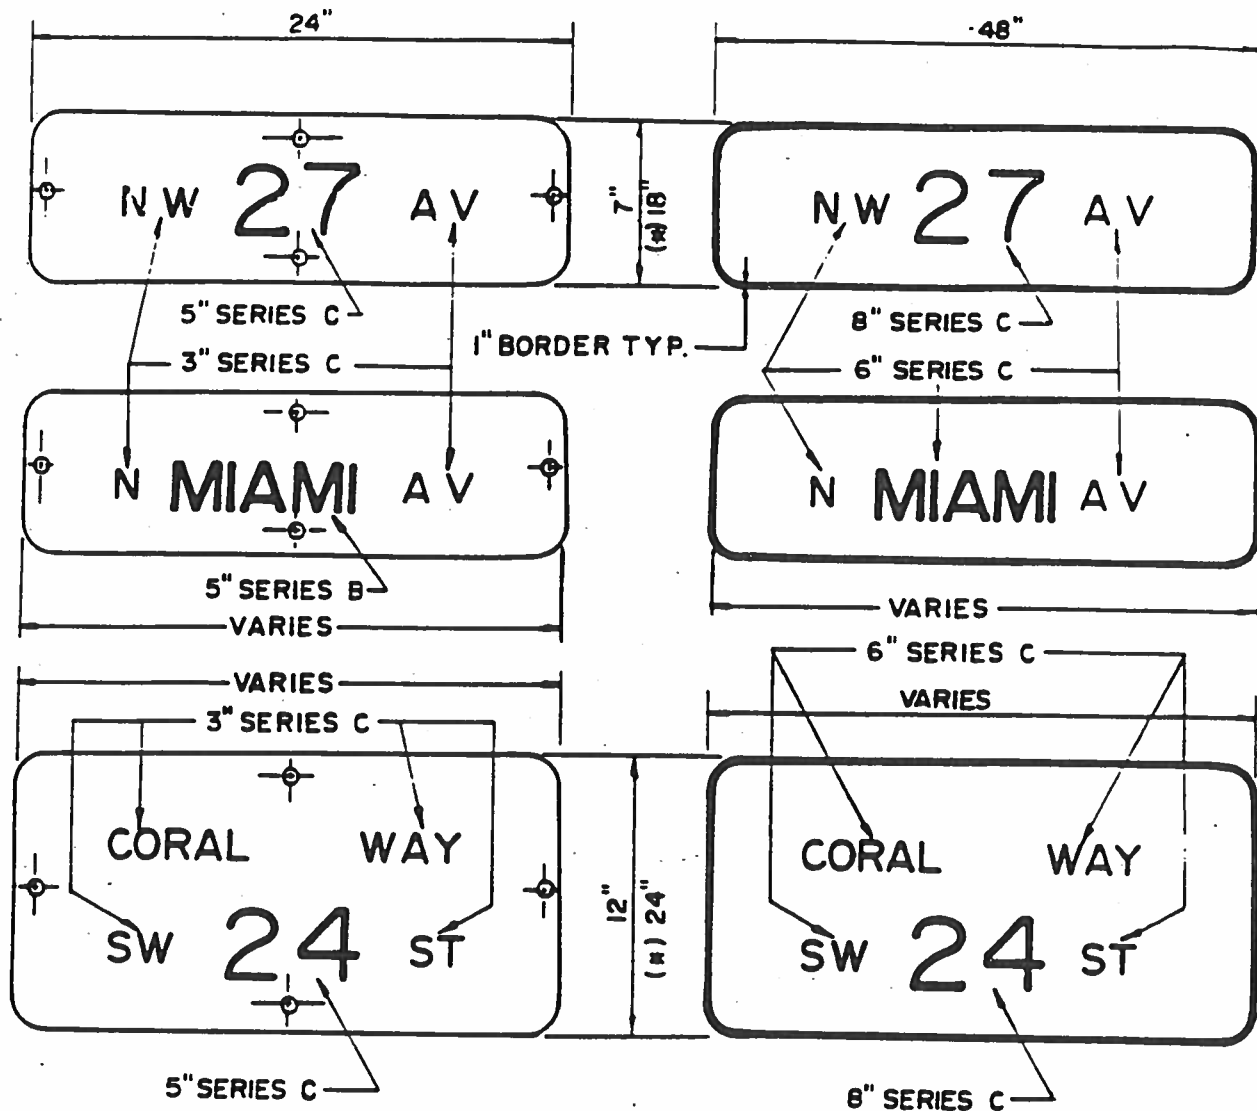 24"
48"
NW 27 AV
7"
(*) 18"
NW 27 AV
5" SERIES C
8" SERIES C
1" BORDER TYP.
3" SERIES C
6" SERIES C
N MIAMI AV
N MIAMI AV
5" SERIES B
VARIES
VARIES
6" SERIES C
VARIES
VARIES
3" SERIES C
CORAL WAY
CORAL WAY
12"
(*) 24"
SW 24 ST
SW 24 ST
5" SERIES C
8" SERIES C